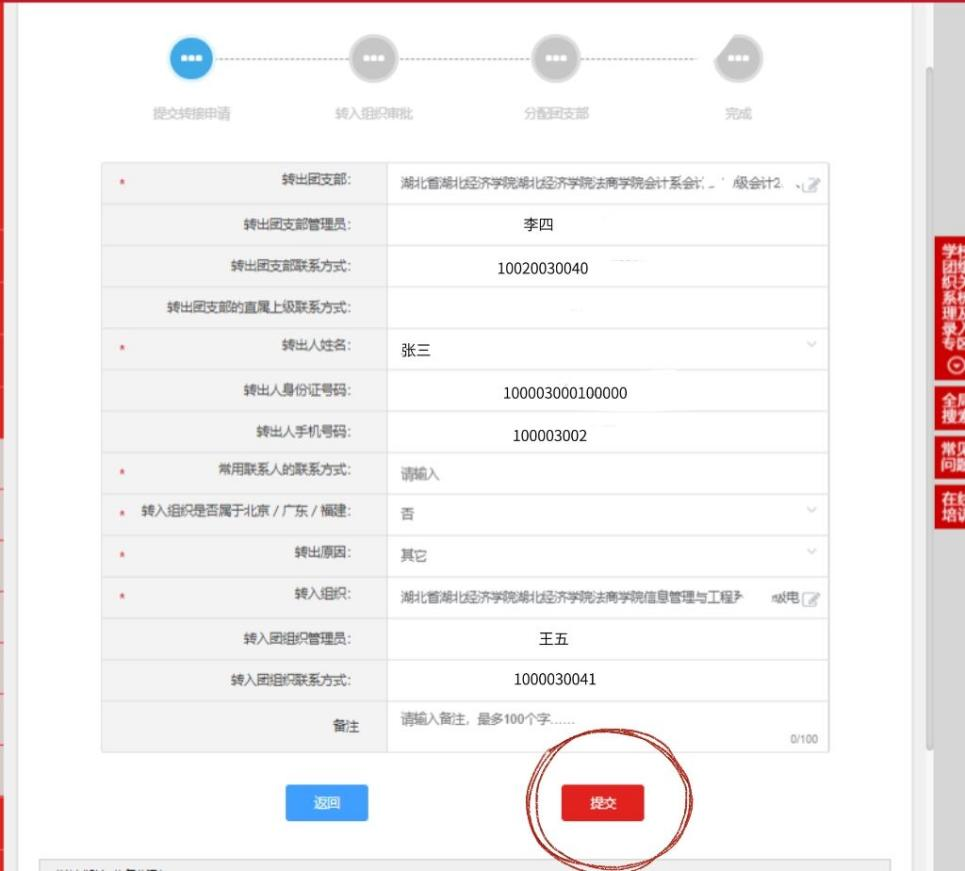 提交转接申请
转入组织审批
分配团支部
完成
* 转出团支部: 湖北省湖北经济学院湖北经济学院法商学院会计系会计 级会计2
转出团支部管理员: 李四
转出团支部联系方式: 10020030040
转出团支部的直属上级联系方式:
* 转出人姓名: 张三
转出人身份证号码: 100003000100000
转出人手机号码: 100003002
* 常用联系人的联系方式: 请输入
* 转入组织是否属于北京 / 广东 / 福建: 否
* 转出原因: 其它
* 转入组织: 湖北省湖北经济学院湖北经济学院法商学院信息管理与工程系 级电
转入团组织管理员: 王五
转入团组织联系方式: 1000030041
备注 请输入备注，最多100个字......
0/100
返回
提交
学校
团组
织关
系梳
理及
录入
专区
全局
搜索
常见
问题
在线
培训